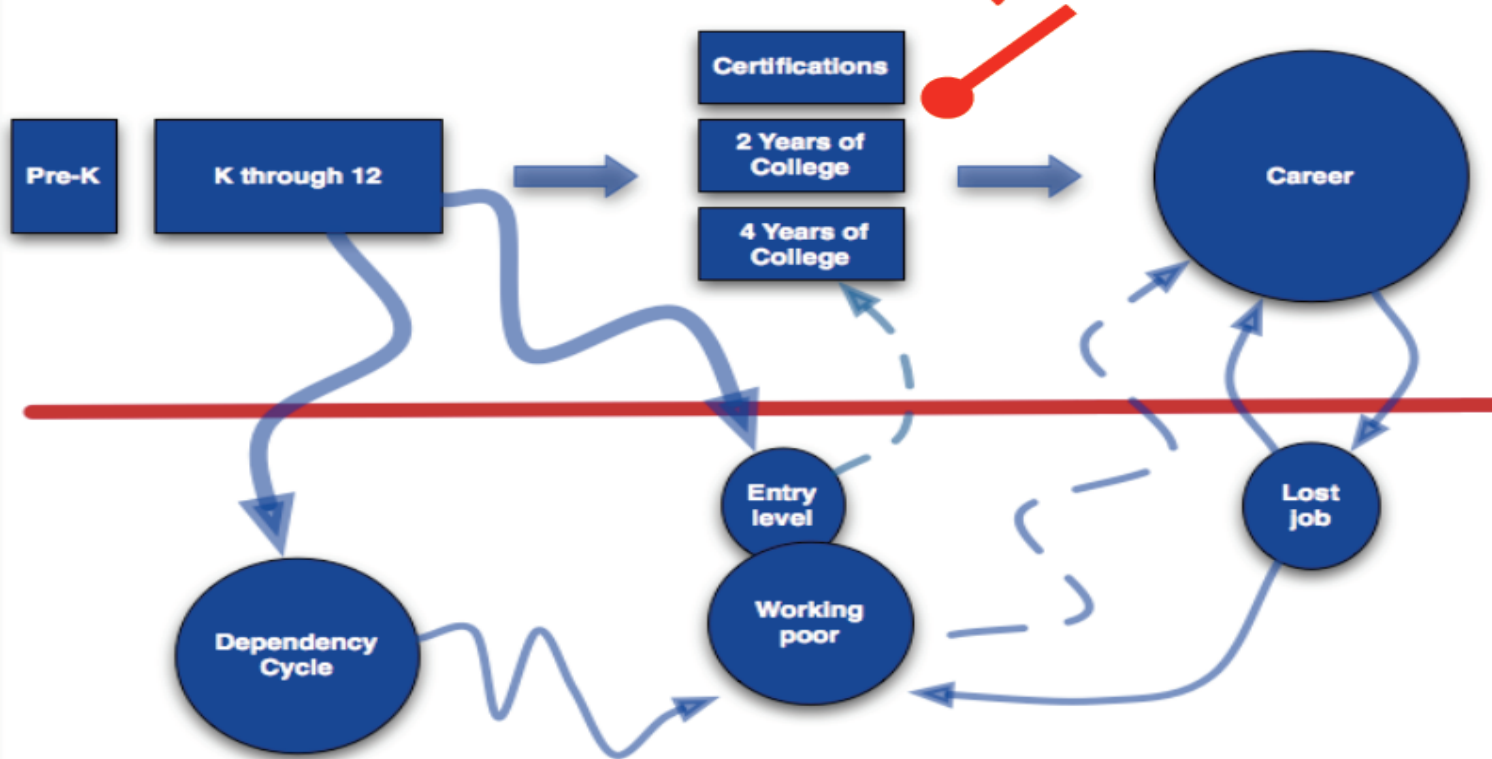 Certifications
Pre-K
K through 12
2 Years of
College
4 Years of
College
Career
Entry
level
Lost
job
Working
poor
Dependency
Cycle